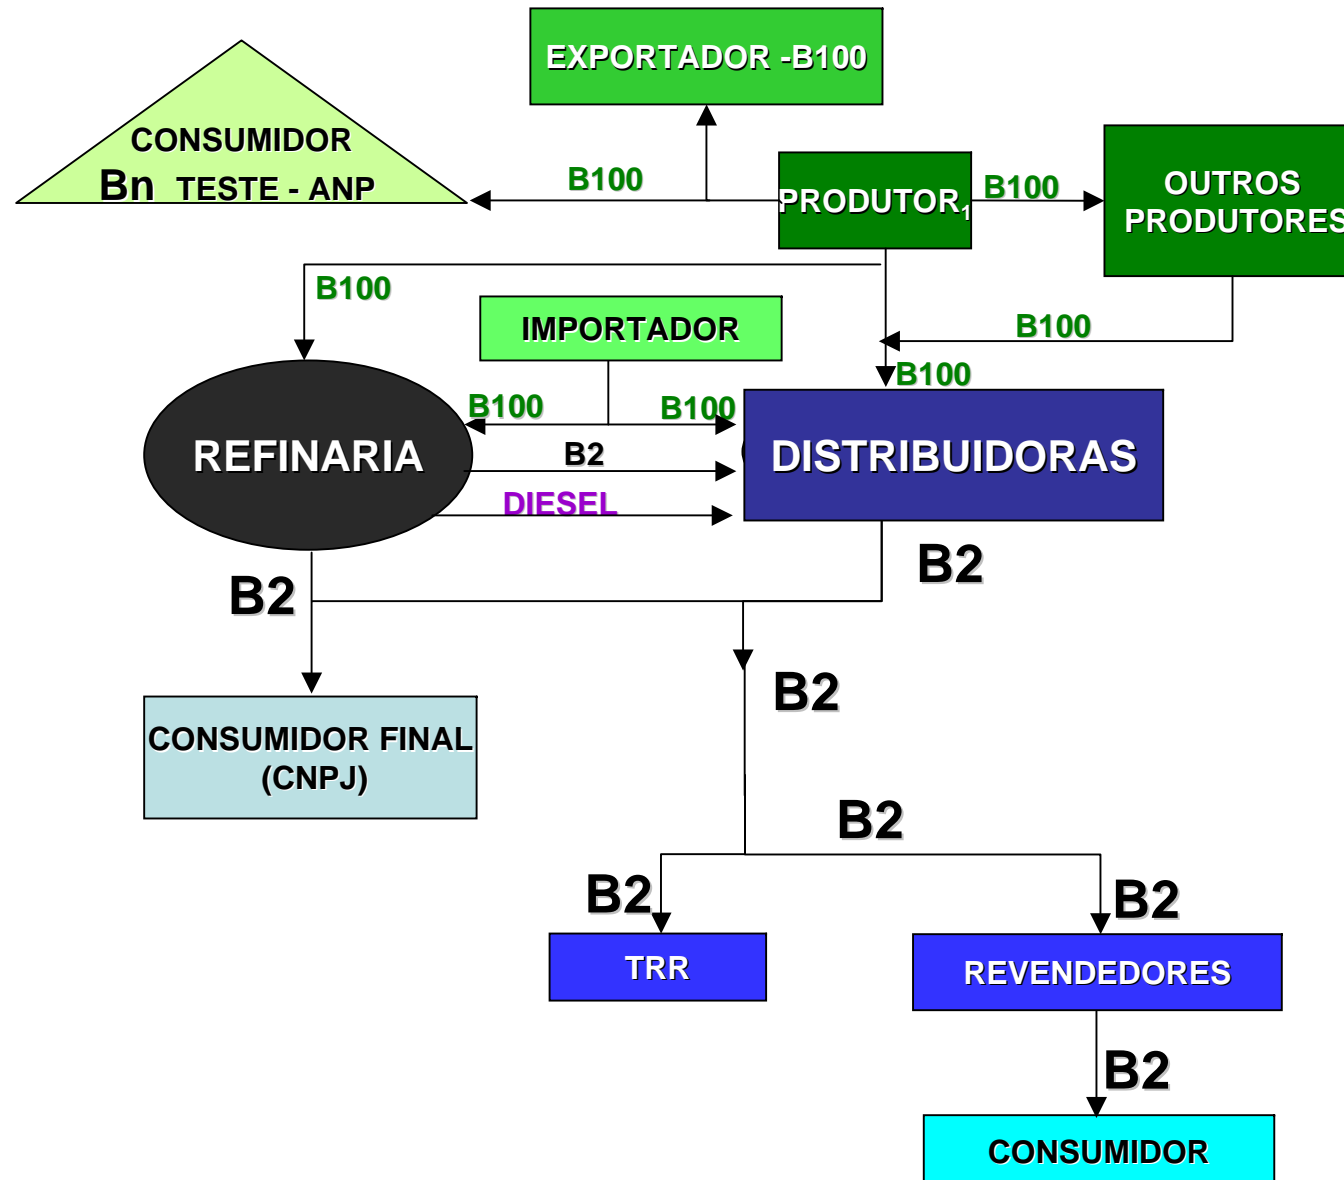 EXPORTADOR -B100
CONSUMIDOR
Bn TESTE - ANP
B100
PRODUTOR1
B100
OUTROS
PRODUTORES
B100
IMPORTADOR
B100
B100
B100
B100
REFINARIA
B2
DISTRIBUIDORAS
DIESEL
B2
B2
B2
CONSUMIDOR FINAL
(CNPJ)
B2
B2
B2
TRR
REVENDEDORES
B2
CONSUMIDOR